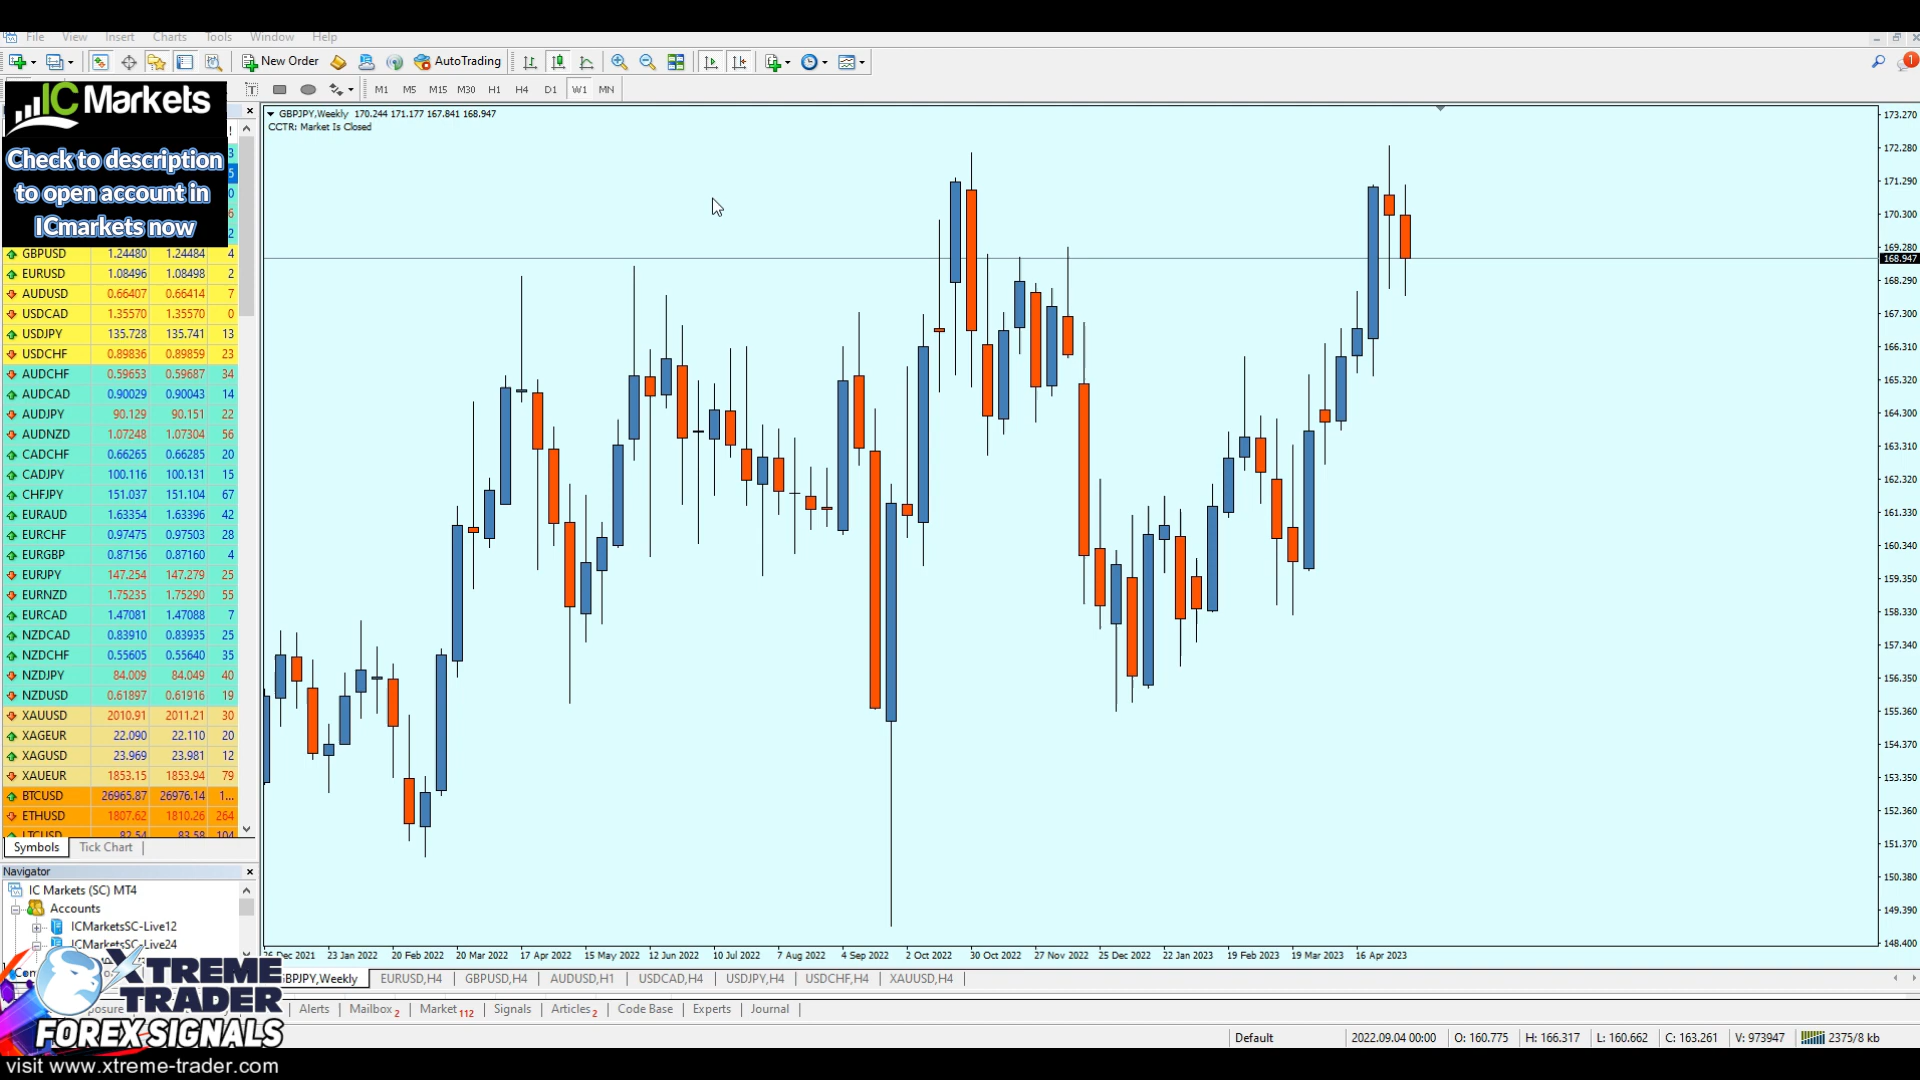 File View Insert Charts Tools Window Help
New Order AutoTrading 1
T M1 M5 M15 M30 H1 H4 D1 W1 MN
IC Markets
Check to description
to open account in
ICmarkets now
GBPJPY,Weekly 170.244 171.177 167.841 168.947
CCTR: Market Is Closed
GBPUSD 1.24480 1.24484 4
EURUSD 1.08496 1.08498 2
AUDUSD 0.66407 0.66414 7
USDCAD 1.35570 1.35570 0
USDJPY 135.728 135.741 13
USDCHF 0.89836 0.89859 23
AUDCHF 0.59653 0.59687 34
AUDCAD 0.90029 0.90043 14
AUDJPY 90.129 90.151 22
AUDNZD 1.07248 1.07304 56
CADCHF 0.66265 0.66285 20
CADJPY 100.116 100.131 15
CHFJPY 151.037 151.104 67
EURAUD 1.63354 1.63396 42
EURCHF 0.97475 0.97503 28
EURGBP 0.87156 0.87160 4
EURJPY 147.254 147.279 25
EURNZD 1.75235 1.75290 55
EURCAD 1.47081 1.47088 7
NZDCAD 0.83910 0.83935 25
NZDCHF 0.55605 0.55640 35
NZDJPY 84.009 84.049 40
NZDUSD 0.61897 0.61916 19
XAUUSD 2010.91 2011.21 30
XAGEUR 22.090 22.110 20
XAGUSD 23.969 23.981 12
XAUEUR 1853.15 1853.94 79
BTCUSD 26965.87 26976.14 1...
ETHUSD 1807.62 1810.26 264
LTCUSD 82.54 83.58 104
Symbols Tick Chart
Navigator
IC Markets (SC) MT4
Accounts
ICMarketsSC-Live12
ICMarketsSC-Live24
173.270
172.280
171.290
170.300
169.280
168.947
168.290
167.300
166.310
165.320
164.300
163.310
162.320
161.330
160.340
159.350
158.330
157.340
156.350
155.360
154.370
153.350
152.360
151.370
150.380
149.390
148.400
26 Dec 2021 23 Jan 2022 20 Feb 2022 20 Mar 2022 17 Apr 2022 15 May 2022 12 Jun 2022 10 Jul 2022 7 Aug 2022 4 Sep 2022 2 Oct 2022 30 Oct 2022 27 Nov 2022 25 Dec 2022 22 Jan 2023 19 Feb 2023 19 Mar 2023 16 Apr 2023
GBPJPY,Weekly EURUSD,H4 GBPUSD,H4 AUDUSD,H1 USDCAD,H4 USDJPY,H4 USDCHF,H4 XAUUSD,H4
Alerts Mailbox 2 Market 112 Signals Articles 2 Code Base Experts Journal
XTREME
TRADER
FOREX SIGNALS
Default 2022.09.04 00:00 O: 160.775 H: 166.317 L: 160.662 C: 163.261 V: 973947 2375/8 kb
visit www.xtreme-trader.com